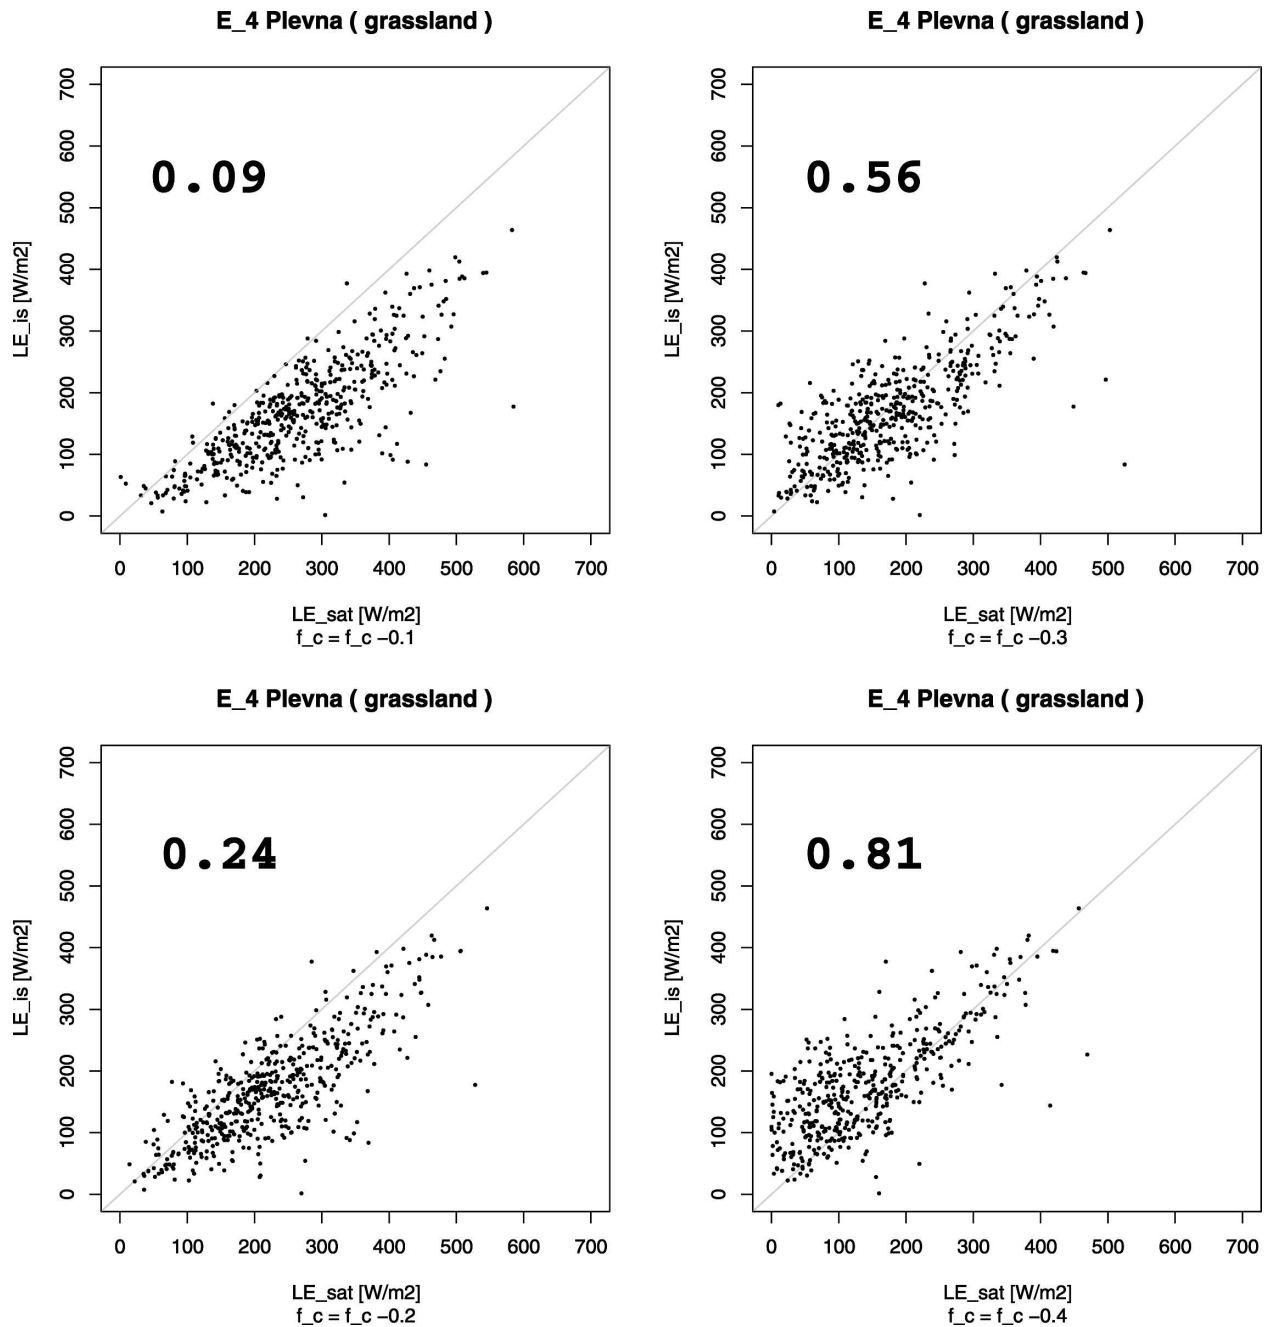 E_4 Plevna ( grassland )
700
600
500
400
300
200
100
0
LE_is [W/m2]
0.09
0 100 200 300 400 500 600 700
LE_sat [W/m2]
f_c = f_c −0.1
E_4 Plevna ( grassland )
700
600
500
400
300
200
100
0
LE_is [W/m2]
0.56
0 100 200 300 400 500 600 700
LE_sat [W/m2]
f_c = f_c −0.3
E_4 Plevna ( grassland )
700
600
500
400
300
200
100
0
LE_is [W/m2]
0.24
0 100 200 300 400 500 600 700
LE_sat [W/m2]
f_c = f_c −0.2
E_4 Plevna ( grassland )
700
600
500
400
300
200
100
0
LE_is [W/m2]
0.81
0 100 200 300 400 500 600 700
LE_sat [W/m2]
f_c = f_c −0.4